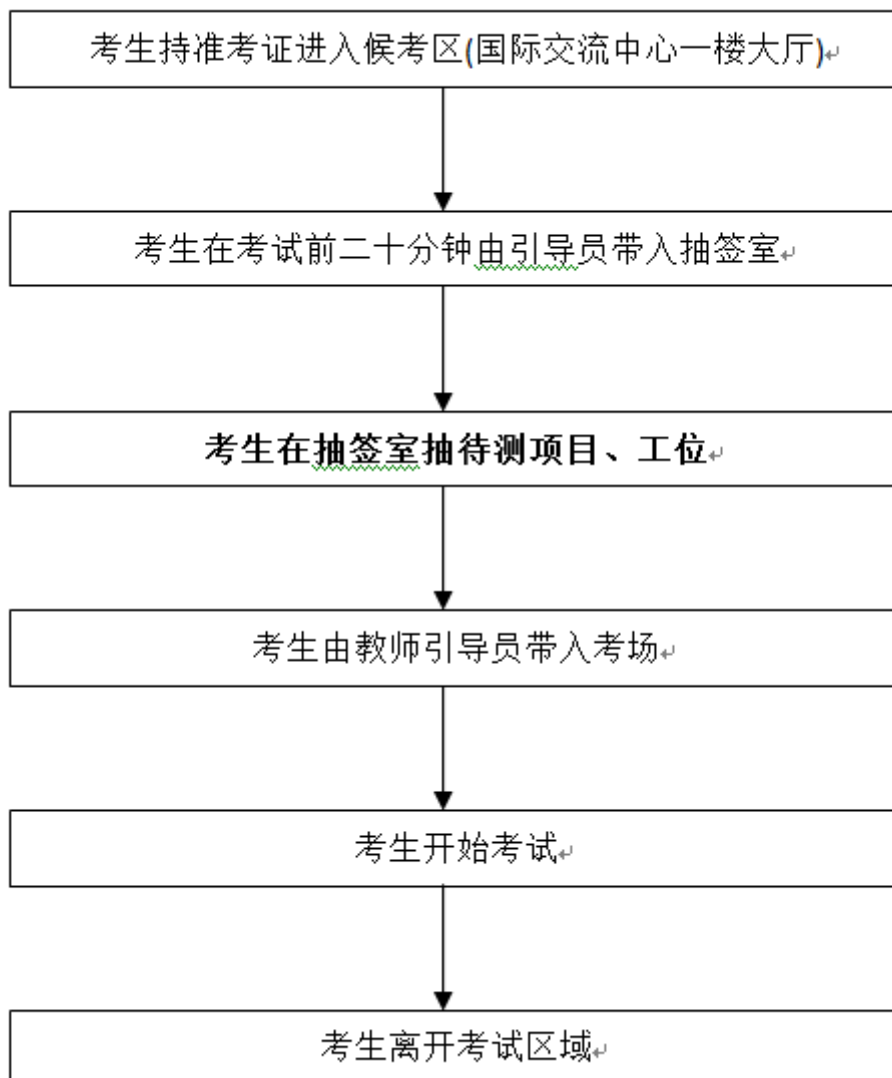 考生持准考证进入候考区(国际交流中心一楼大厅)
考生在考试前二十分钟由引导员带入抽签室
考生在抽签室抽待测项目、工位
考生由教师引导员带入考场
考生开始考试
考生离开考试区域